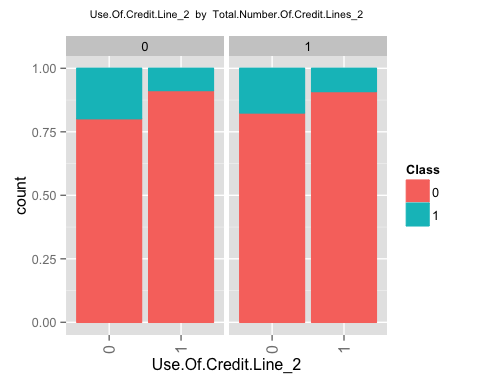 Use.Of.Credit.Line_2 by Total.Number.Of.Credit.Lines_2
0 1
1.00
0.75
0.50
0.25
0.00
count
0 1 0 1
Use.Of.Credit.Line_2
Class
0
1